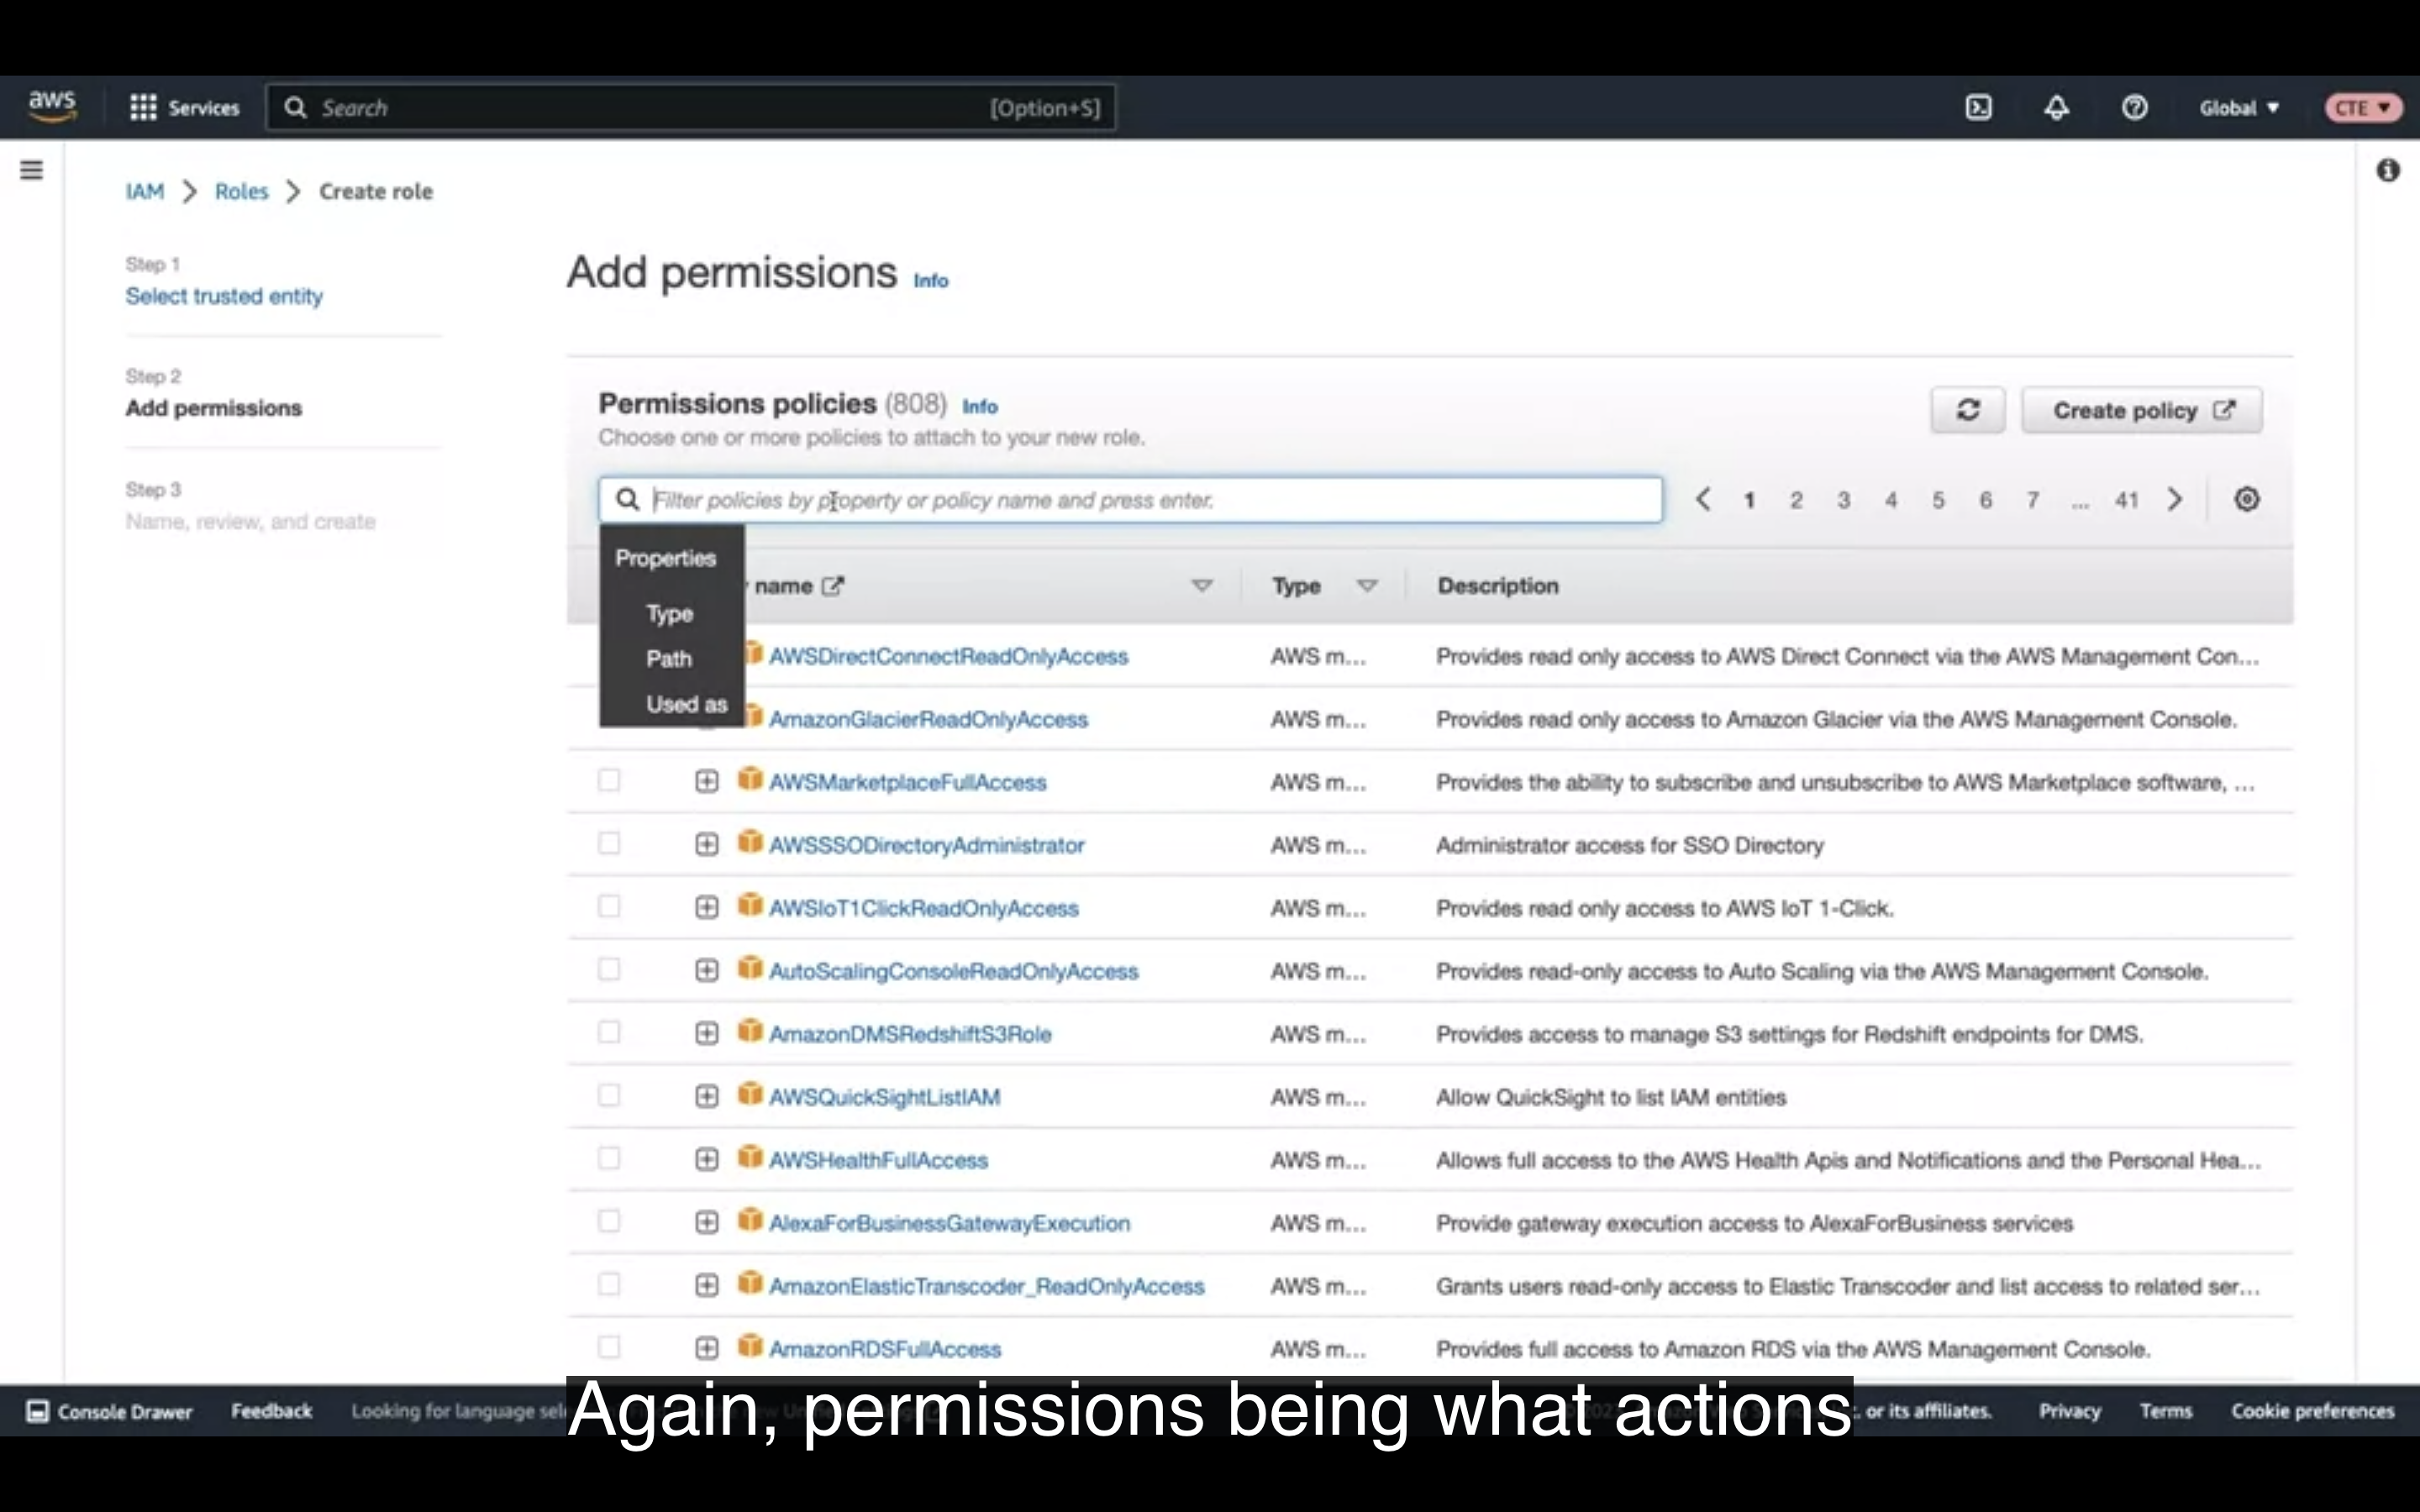 aws
Services
Search
[Option+S]
Global
CTE
IAM
Roles
Create role
Step 1
Select trusted entity
Step 2
Add permissions
Step 3
Name, review, and create
Add permissions Info
Permissions policies (808) Info
Choose one or more policies to attach to your new role.
Create policy
Filter policies by property or policy name and press enter.
1 2 3 4 5 6 7 ... 41
Properties
Type
Path
Used as
name
Type
Description
AWSDirectConnectReadOnlyAccess AWS m... Provides read only access to AWS Direct Connect via the AWS Management Con...
AmazonGlacierReadOnlyAccess AWS m... Provides read only access to Amazon Glacier via the AWS Management Console.
AWSMarketplaceFullAccess AWS m... Provides the ability to subscribe and unsubscribe to AWS Marketplace software, ...
AWSSSODirectoryAdministrator AWS m... Administrator access for SSO Directory
AWSIoT1ClickReadOnlyAccess AWS m... Provides read only access to AWS IoT 1-Click.
AutoScalingConsoleReadOnlyAccess AWS m... Provides read-only access to Auto Scaling via the AWS Management Console.
AmazonDMSRedshiftS3Role AWS m... Provides access to manage S3 settings for Redshift endpoints for DMS.
AWSQuickSightListIAM AWS m... Allow QuickSight to list IAM entities
AWSHealthFullAccess AWS m... Allows full access to the AWS Health Apis and Notifications and the Personal Hea...
AlexaForBusinessGatewayExecution AWS m... Provide gateway execution access to AlexaForBusiness services
AmazonElasticTranscoder_ReadOnlyAccess AWS m... Grants users read-only access to Elastic Transcoder and list access to related ser...
AmazonRDSFullAccess AWS m... Provides full access to Amazon RDS via the AWS Management Console.
Console Drawer
Feedback
Looking for language sel
Again, permissions being what actions
. or its affiliates.
Privacy
Terms
Cookie preferences